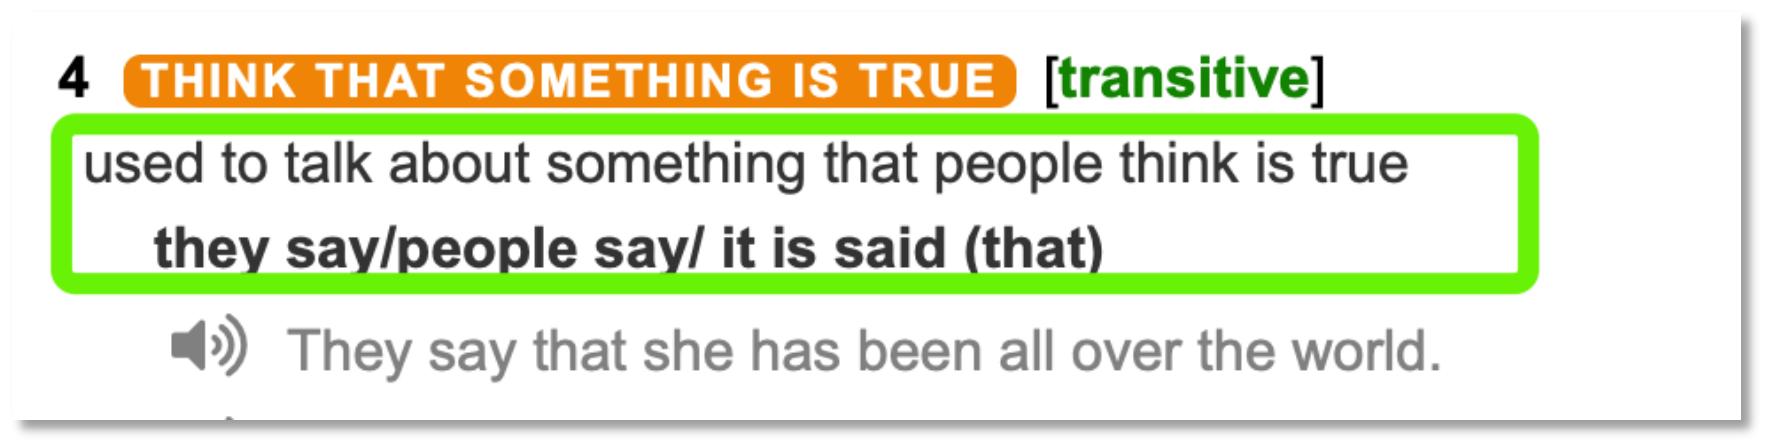 4 THINK THAT SOMETHING IS TRUE [transitive]
used to talk about something that people think is true
they say/people say/ it is said (that)
They say that she has been all over the world.